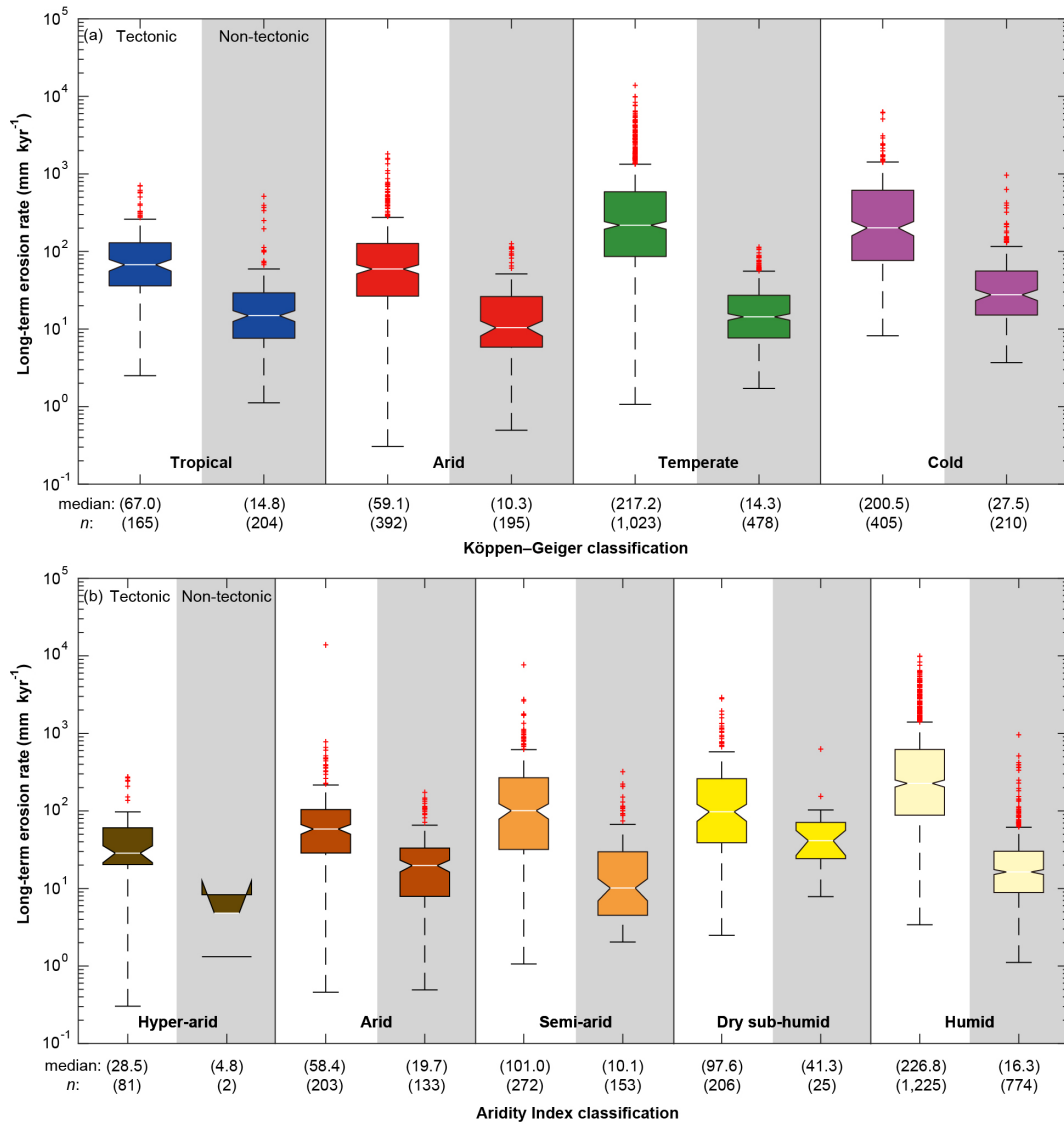 (a) Tectonic Non-tectonic
10^5
10^4
10^3
10^2
10^1
10^0
10^-1
Long-term erosion rate (mm kyr^-1)
Tropical Arid Temperate Cold
median: (67.0) (14.8) (59.1) (10.3) (217.2) (14.3) (200.5) (27.5)
n: (165) (204) (392) (195) (1,023) (478) (405) (210)
Köppen–Geiger classification
(b) Tectonic Non-tectonic
10^5
10^4
10^3
10^2
10^1
10^0
10^-1
Long-term erosion rate (mm kyr^-1)
Hyper-arid Arid Semi-arid Dry sub-humid Humid
median: (28.5) (4.8) (58.4) (19.7) (101.0) (10.1) (97.6) (41.3) (226.8) (16.3)
n: (81) (2) (203) (133) (272) (153) (206) (25) (1,225) (774)
Aridity Index classification